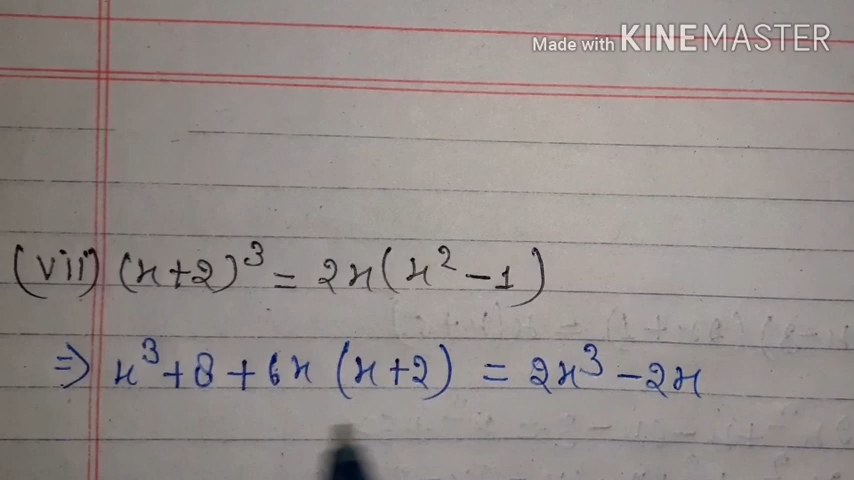 Made with KINEMASTER
(vii) (x+2)³ = 2x(x² - 1)
⇒ x³ + 8 + 6x (x+2) = 2x³ - 2x